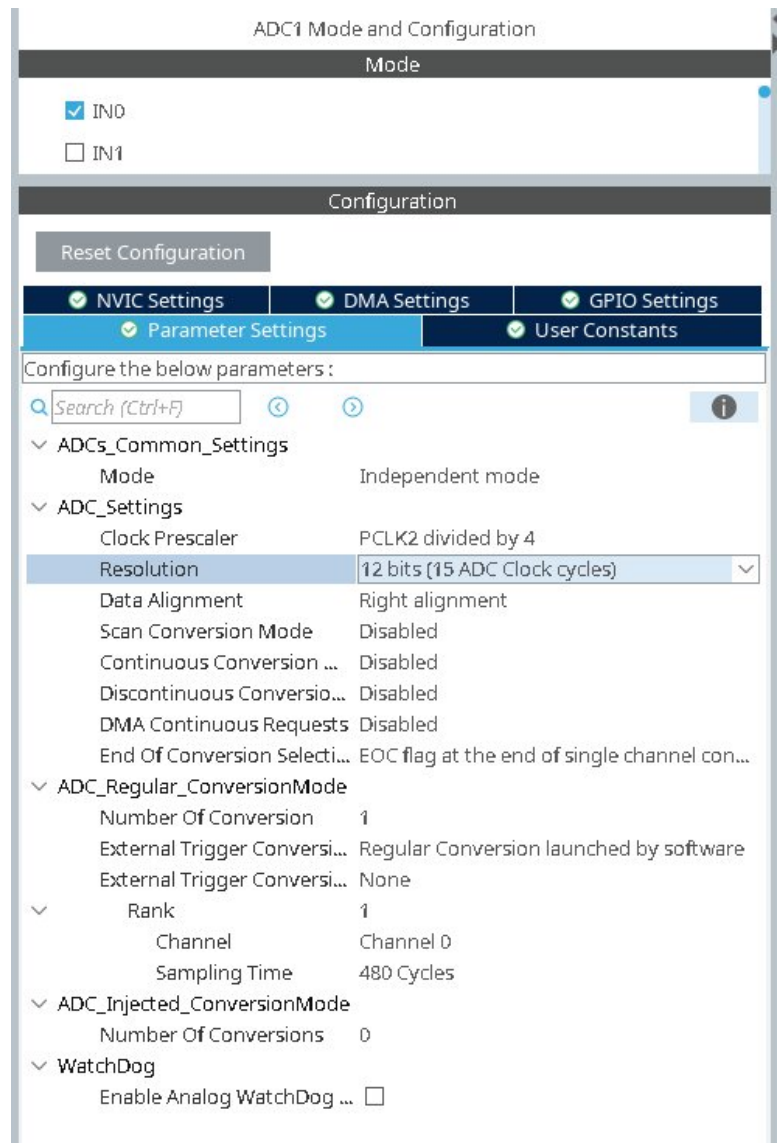 ADC1 Mode and Configuration
Mode
IN0
IN1
Configuration
Reset Configuration
NVIC Settings DMA Settings GPIO Settings
Parameter Settings User Constants
Configure the below parameters :
Search (Ctrl+F)
ADCs_Common_Settings
Mode Independent mode
ADC_Settings
Clock Prescaler PCLK2 divided by 4
Resolution 12 bits (15 ADC Clock cycles)
Data Alignment Right alignment
Scan Conversion Mode Disabled
Continuous Conversion ... Disabled
Discontinuous Conversio... Disabled
DMA Continuous Requests Disabled
End Of Conversion Selecti... EOC flag at the end of single channel con...
ADC_Regular_ConversionMode
Number Of Conversion 1
External Trigger Conversi... Regular Conversion launched by software
External Trigger Conversi... None
Rank 1
Channel Channel 0
Sampling Time 480 Cycles
ADC_Injected_ConversionMode
Number Of Conversions 0
WatchDog
Enable Analog WatchDog ...